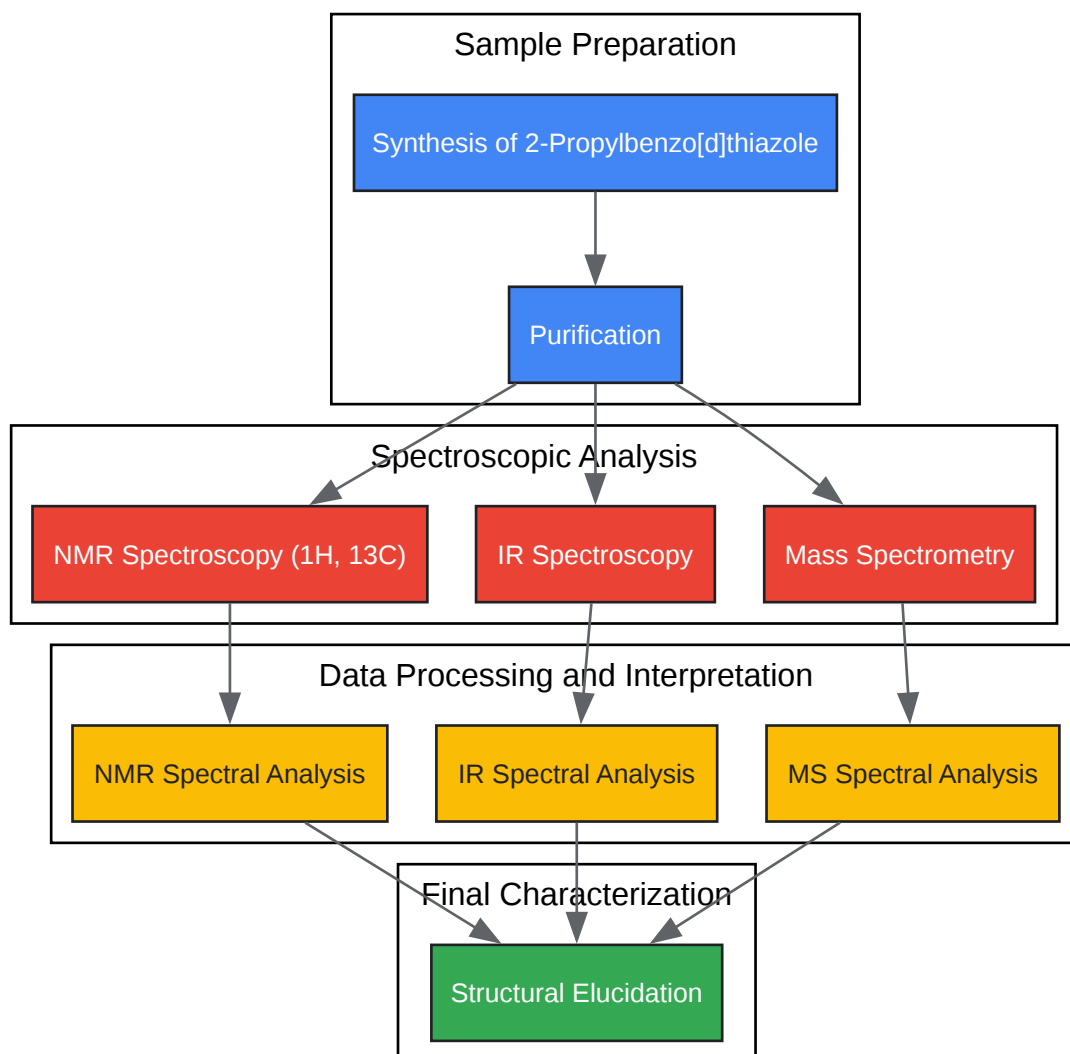 Sample Preparation
Synthesis of 2-Propylbenzo[d]thiazole
Purification
Spectroscopic Analysis
NMR Spectroscopy (1H, 13C)
IR Spectroscopy
Mass Spectrometry
Data Processing and Interpretation
NMR Spectral Analysis
IR Spectral Analysis
MS Spectral Analysis
Final Characterization
Structural Elucidation